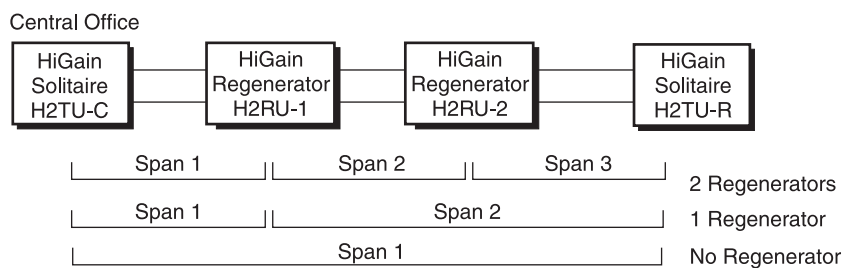 Central Office
HiGain
Solitaire
H2TU-C
HiGain
Regenerator
H2RU-1
HiGain
Regenerator
H2RU-2
HiGain
Solitaire
H2TU-R
Span 1
Span 2
Span 3
2 Regenerators
Span 1
Span 2
1 Regenerator
Span 1
No Regenerator